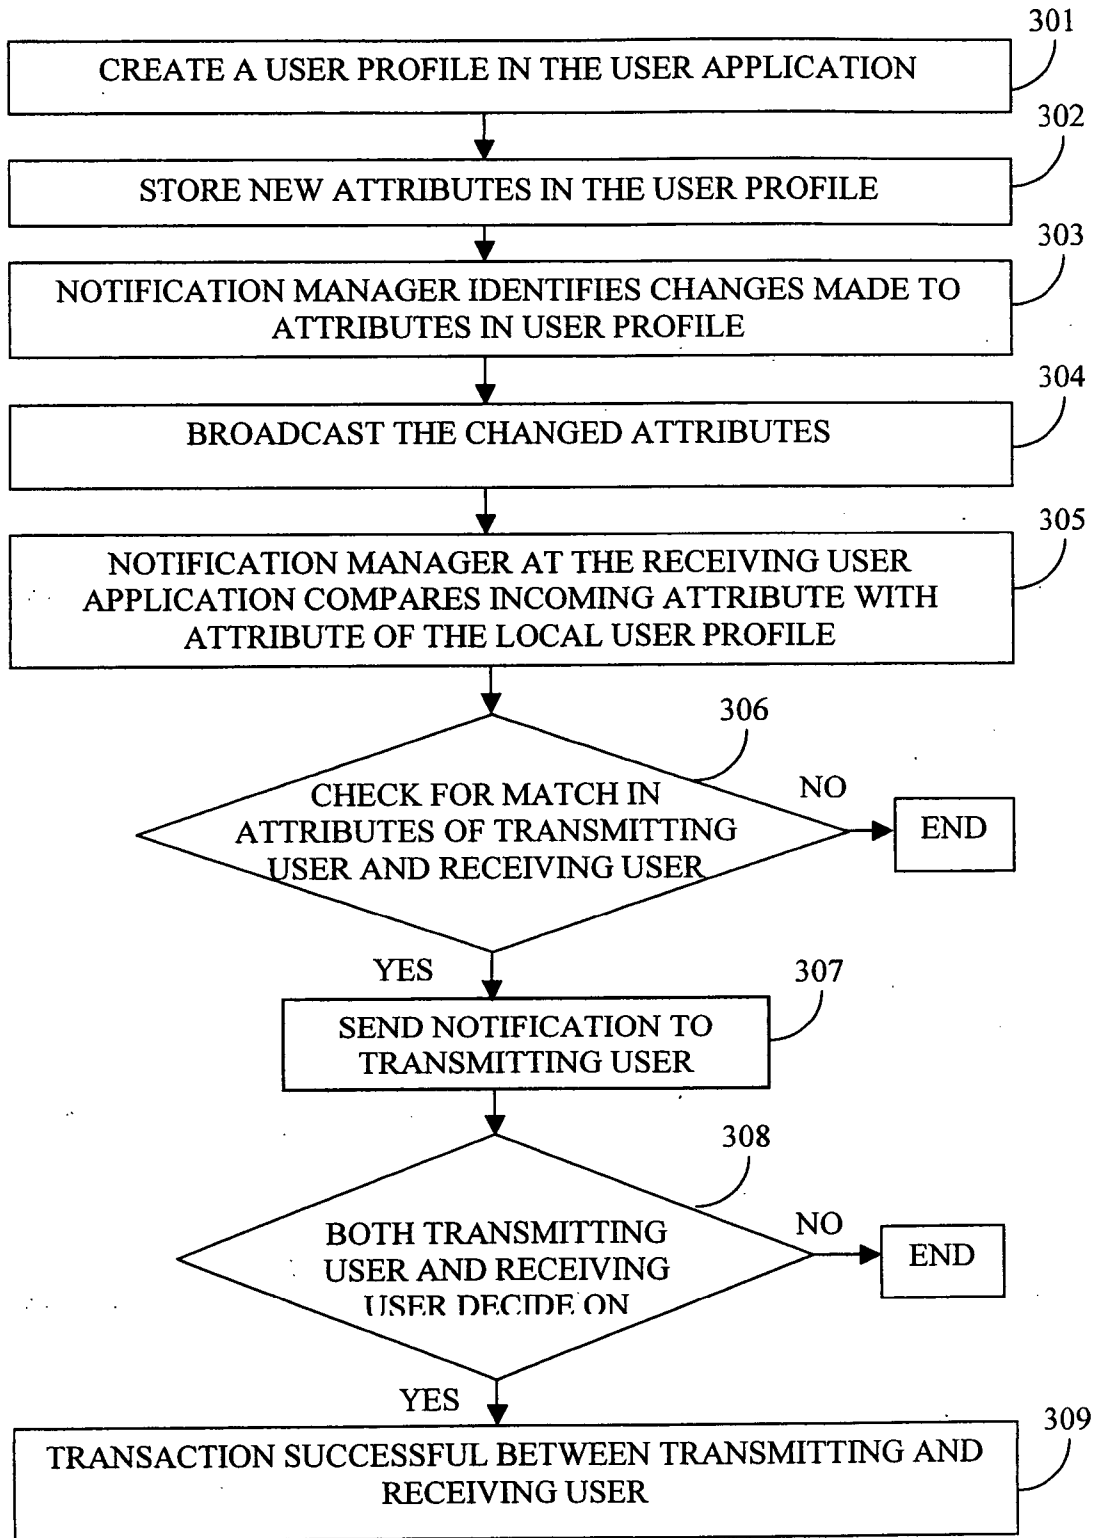 301
CREATE A USER PROFILE IN THE USER APPLICATION
302
STORE NEW ATTRIBUTES IN THE USER PROFILE
303
NOTIFICATION MANAGER IDENTIFIES CHANGES MADE TO
ATTRIBUTES IN USER PROFILE
304
BROADCAST THE CHANGED ATTRIBUTES
305
NOTIFICATION MANAGER AT THE RECEIVING USER
APPLICATION COMPARES INCOMING ATTRIBUTE WITH
ATTRIBUTE OF THE LOCAL USER PROFILE
306
CHECK FOR MATCH IN
ATTRIBUTES OF TRANSMITTING
USER AND RECEIVING USER
NO
END
YES
307
SEND NOTIFICATION TO
TRANSMITTING USER
308
BOTH TRANSMITTING
USER AND RECEIVING
USER DECIDE ON
NO
END
YES
309
TRANSACTION SUCCESSFUL BETWEEN TRANSMITTING AND
RECEIVING USER